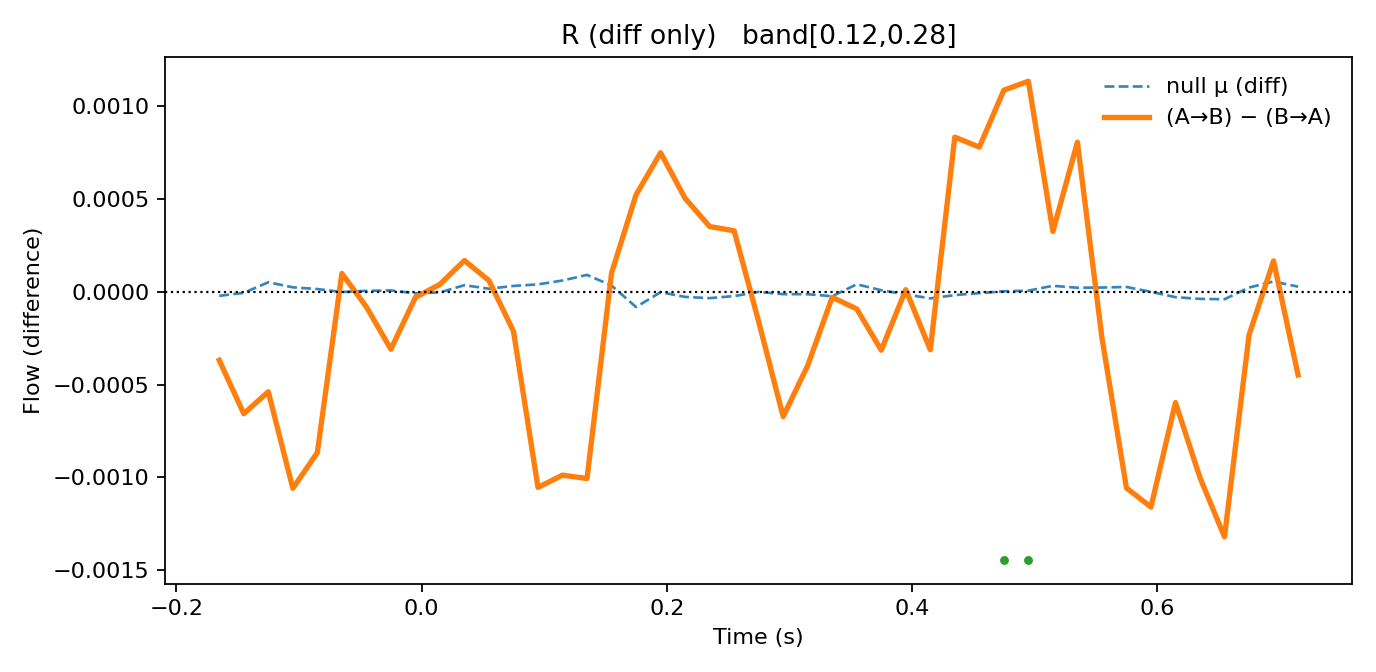 R (diff only)   band[0.12,0.28]
null μ (diff)
(A→B) − (B→A)
Flow (difference)
0.0010
0.0005
0.0000
−0.0005
−0.0010
−0.0015
−0.2
0.0
0.2
0.4
0.6
Time (s)